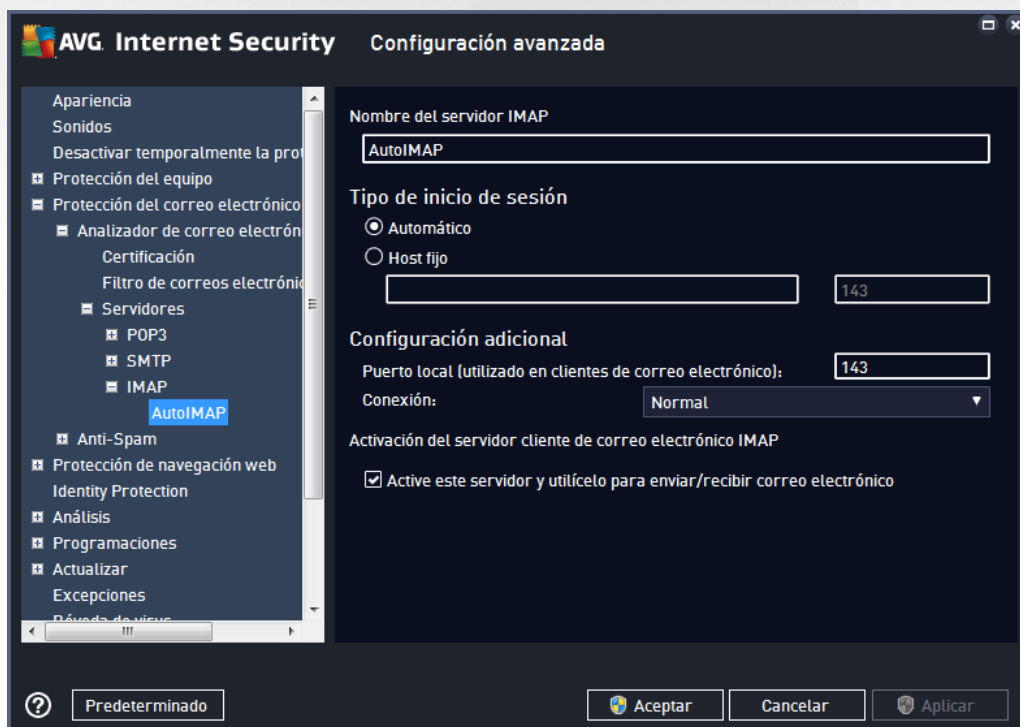 AVG Internet Security Configuración avanzada
Apariencia
Sonidos
Desactivar temporalmente la prot
Protección del equipo
Protección del correo electrónico
Analizador de correo electrón
Certificación
Filtro de correos electrónic
Servidores
POP3
SMTP
IMAP
AutoIMAP
Anti-Spam
Protección de navegación web
Identity Protection
Análisis
Programaciones
Actualizar
Excepciones
Bóveda de virus
Nombre del servidor IMAP
AutoIMAP
Tipo de inicio de sesión
Automático
Host fijo
143
Configuración adicional
Puerto local (utilizado en clientes de correo electrónico): 143
Conexión: Normal
Activación del servidor cliente de correo electrónico IMAP
Active este servidor y utilícelo para enviar/recibir correo electrónico
? Predeterminado Aceptar Cancelar Aplicar